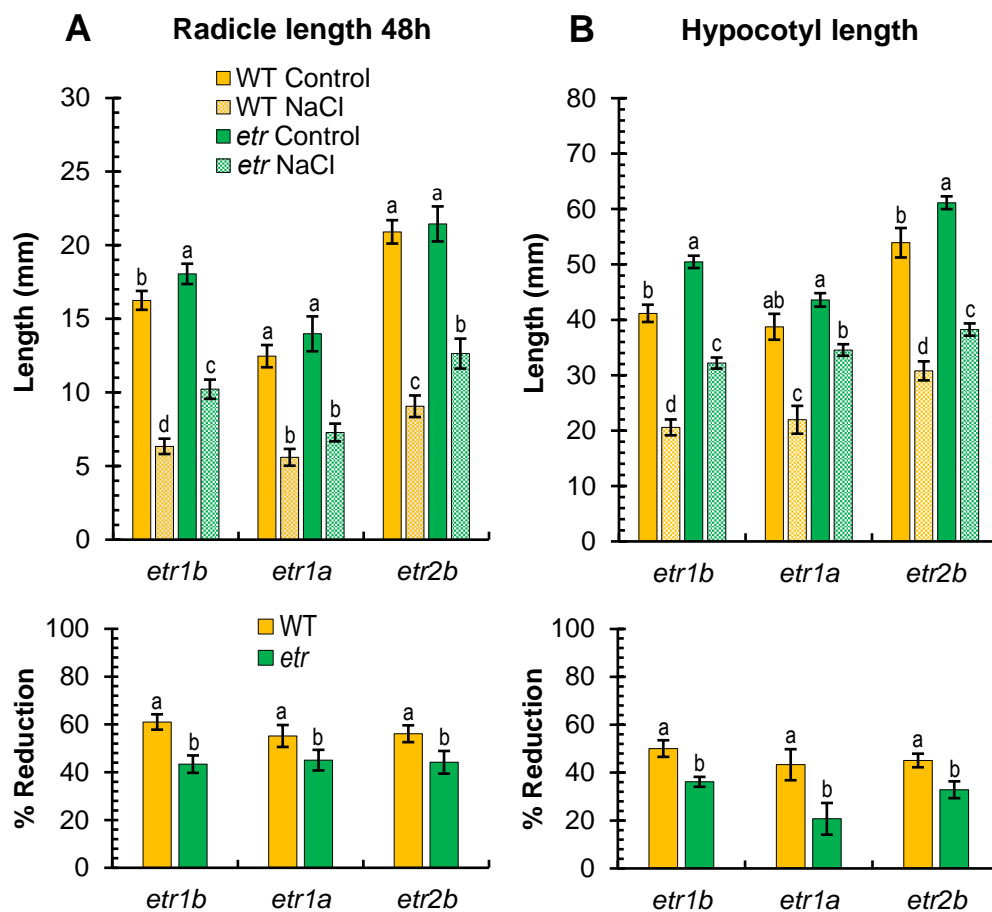 A Radicle length 48h
WT Control
WT NaCl
etr Control
etr NaCl
Length (mm)
30
25
20
15
10
5
0
b d a c
a b a b
a c a b
etr1b etr1a etr2b
% Reduction
WT
etr
100
80
60
40
20
0
a b
a b
a b
etr1b etr1a etr2b
B Hypocotyl length
Length (mm)
80
70
60
50
40
30
20
10
0
b d a c
ab c a b
b d a c
etr1b etr1a etr2b
% Reduction
100
80
60
40
20
0
a b
a b
a b
etr1b etr1a etr2b